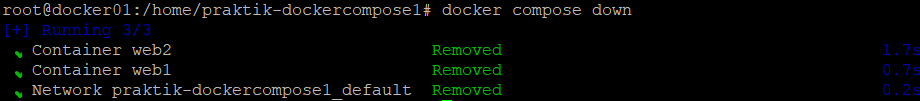 root@docker01:/home/praktik-dockercompose1# docker compose down
[+] Running 3/3
✔ Container web2 Removed 1.7s
✔ Container web1 Removed 0.7s
✔ Network praktik-dockercompose1_default Removed 0.2s